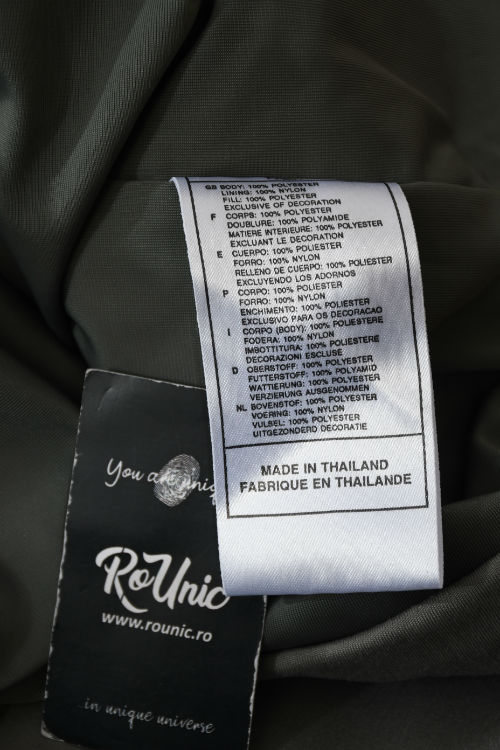 GB BODY: 100% POLYESTER
LINING: 100% NYLON
FILL: 100% POLYESTER
EXCLUSIVE OF DECORATION
F CORPS: 100% POLYESTER
DOUBLURE: 100% POLYAMIDE
MATIERE INTERIEURE: 100% POLYESTER
EXCLUANT LE DECORATION
E CUERPO: 100% POLIESTER
FORRO: 100% NYLON
RELLENO DE CUERPO: 100% POLIESTER
EXCLUYENDO LOS ADORNOS
P CORPO: 100% POLIESTER
FORRO: 100% NYLON
ENCHIMENTO: 100% POLIESTER
EXCLUSIVO PARA OS DECORACAO
I CORPO (BODY): 100% POLIESTERE
FODERA: 100% NYLON
IMBOTTITURA: 100% POLIESTERE
DECORAZIONI ESCLUSE
D OBERSTOFF: 100% POLYESTER
FUTTERSTOFF: 100% POLYAMID
WATTIERUNG: 100% POLYESTER
VERZIERUNG AUSGENOMMEN
NL BOVENSTOF: 100% POLYESTER
VOERING: 100% NYLON
VULSEL: 100% POLYESTER
UITGEZONDERD DECORATIE
MADE IN THAILAND
FABRIQUE EN THAILANDE
You are uniq
RoUnic
www.rounic.ro
in unique universe